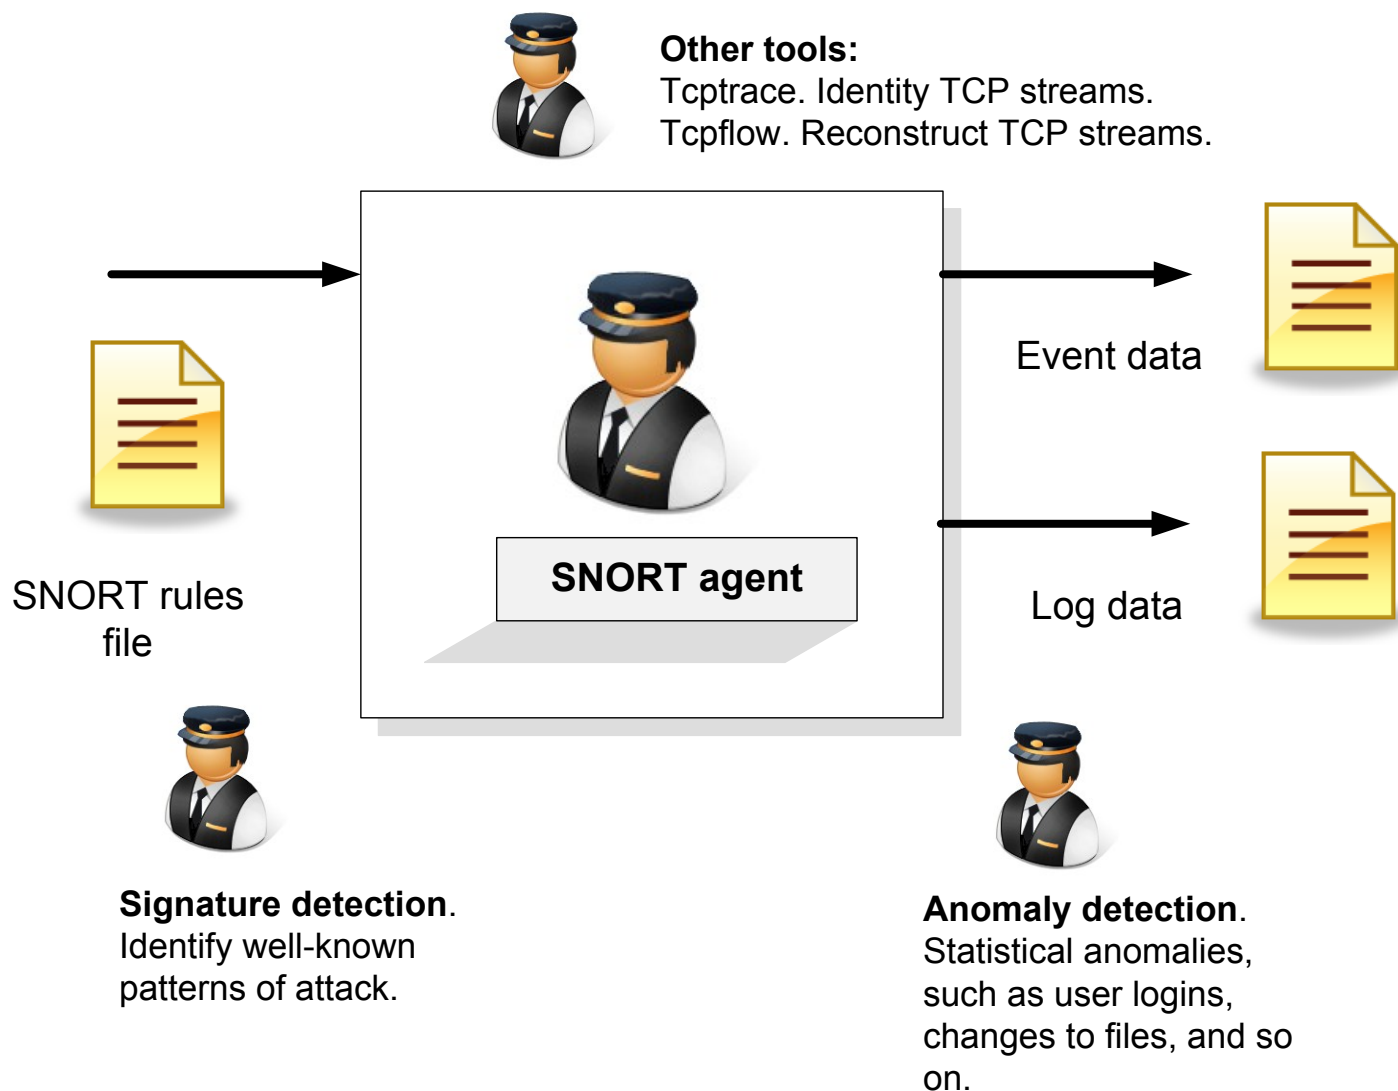 Other tools:
Tcptrace. Identity TCP streams.
Tcpflow. Reconstruct TCP streams.
Event data
SNORT agent
SNORT rules
file
Log data
Signature detection.
Identify well-known
patterns of attack.
Anomaly detection.
Statistical anomalies,
such as user logins,
changes to files, and so
on.